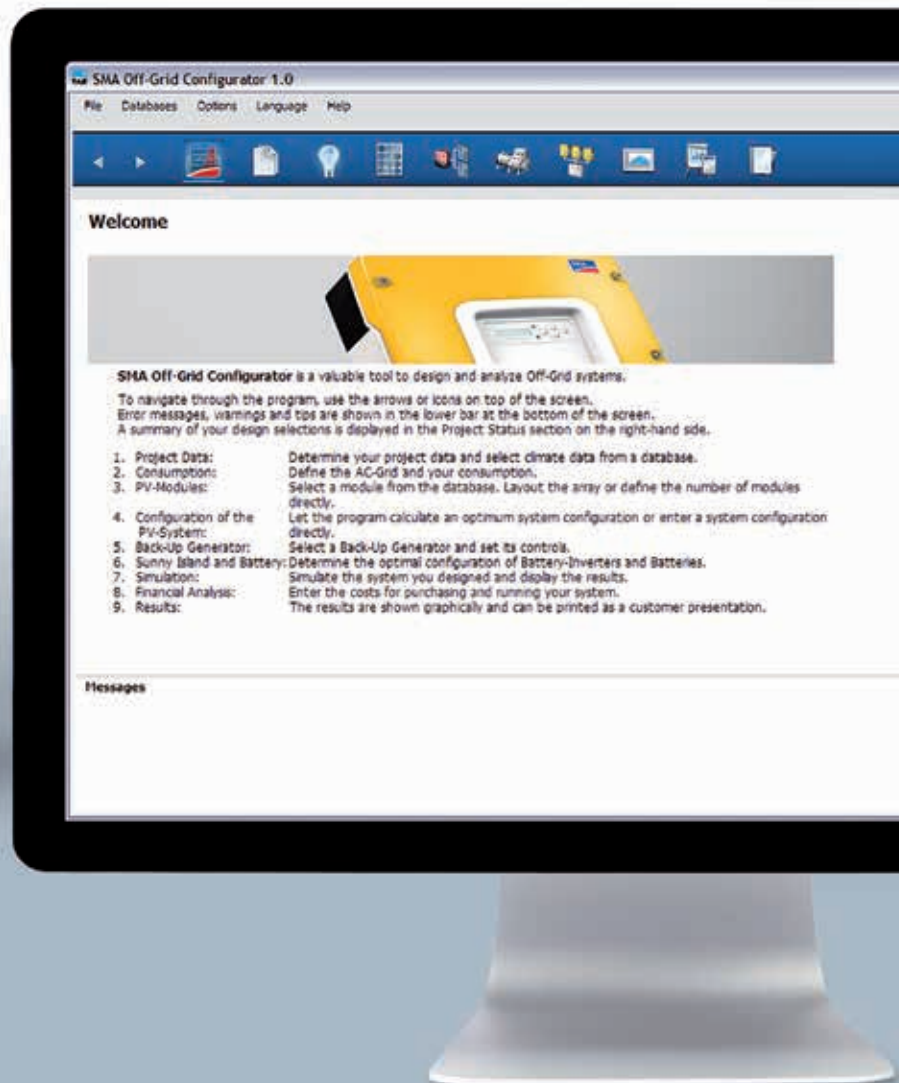 SMA Off-Grid Configurator 1.0
File Databases Options Language Help
Welcome
SMA Off-Grid Configurator is a valuable tool to design and analyze Off-Grid systems.
To navigate through the program, use the arrows or icons on top of the screen.
Error messages, warnings and tips are shown in the lower bar at the bottom of the screen.
A summary of your design selections is displayed in the Project Status section on the right-hand side.
1. Project Data: Determine your project data and select climate data from a database.
2. Consumption: Define the AC-Grid and your consumption.
3. PV-Modules: Select a module from the database. Layout the array or define the number of modules
directly.
4. Configuration of the Let the program calculate an optimum system configuration or enter a system configuration
PV-System: directly.
5. Back-Up Generator: Select a Back-Up Generator and set its controls.
6. Sunny Island and Battery: Determine the optimal configuration of Battery-Inverters and Batteries.
7. Simulation: Simulate the system you designed and display the results.
8. Financial Analysis: Enter the costs for purchasing and running your system.
9. Results: The results are shown graphically and can be printed as a customer presentation.
Messages